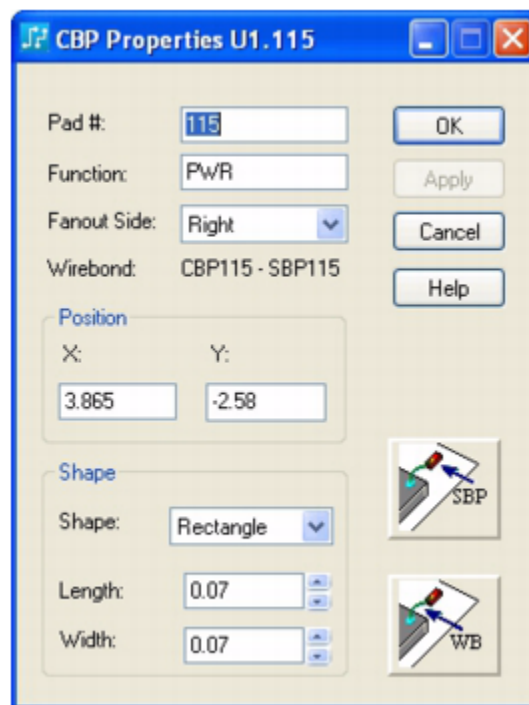 CBP Properties U1.115
Pad #: 115
OK
Function: PWR
Apply
Fanout Side: Right
Cancel
Wirebond: CBP115 - SBP115
Help
Position
X: Y:
3.865 -2.58
SBP
Shape
Shape: Rectangle
Length: 0.07
Width: 0.07
WB